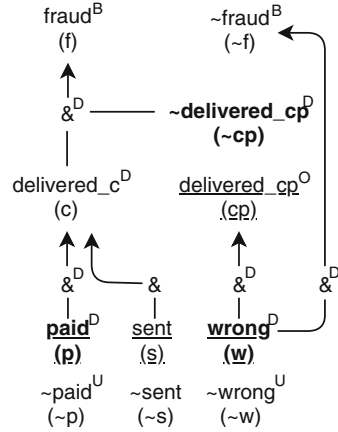 fraud^B ~fraud^B
(f) (~f)
&^D ~delivered_cp^D
(~cp)
delivered_c^D delivered_cp^O
(c) (cp)
&^D & &^D &^D
paid^D sent wrong^D
(p) (s) (w)
~paid^U ~sent ~wrong^U
(~p) (~s) (~w)